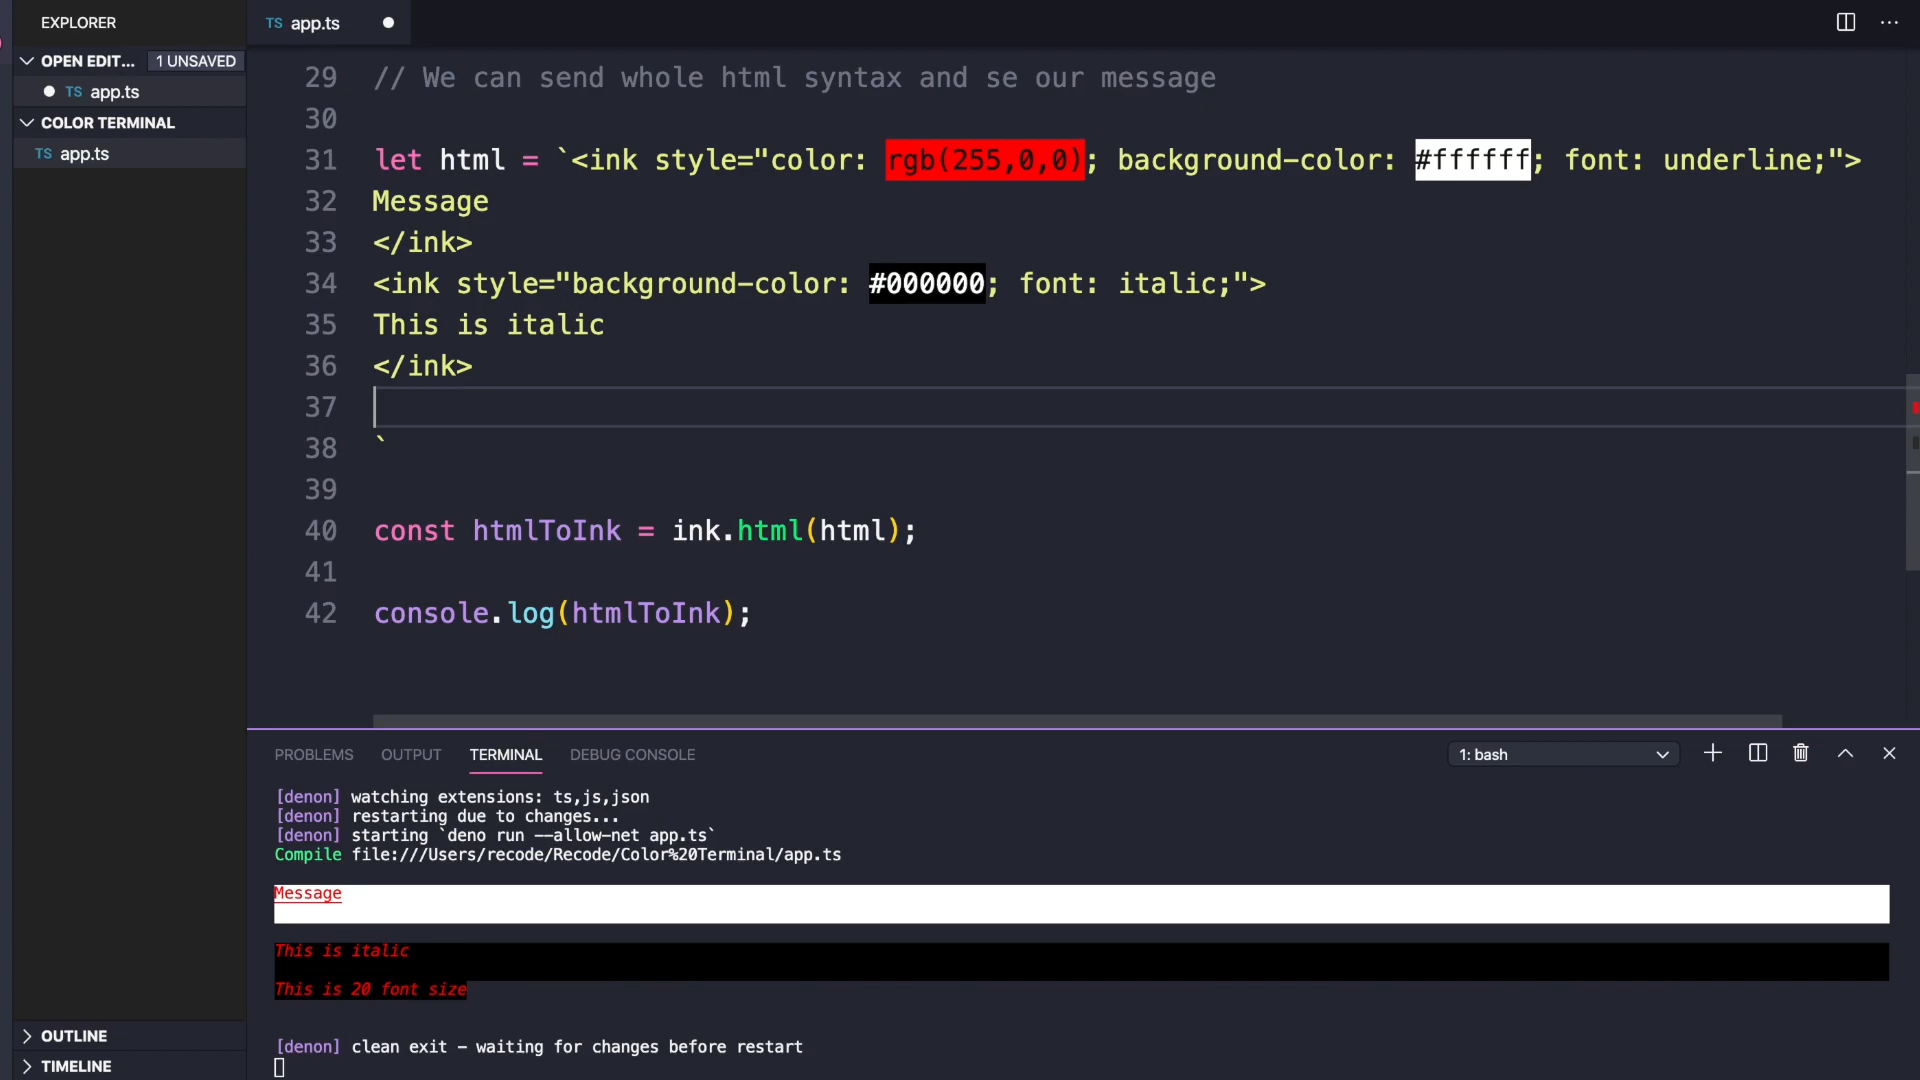 EXPLORER
TS app.ts
OPEN EDIT... 1 UNSAVED
TS app.ts
COLOR TERMINAL
TS app.ts
29 // We can send whole html syntax and se our message
30
31 let html = `<ink style="color: rgb(255,0,0); background-color: #ffffff; font: underline;">
32 Message
33 </ink>
34 <ink style="background-color: #000000; font: italic;">
35 This is italic
36 </ink>
37
38 `
39
40 const htmlToInk = ink.html(html);
41
42 console.log(htmlToInk);
PROBLEMS OUTPUT TERMINAL DEBUG CONSOLE 1: bash
[denon] watching extensions: ts,js,json
[denon] restarting due to changes...
[denon] starting `deno run --allow-net app.ts`
Compile file:///Users/recode/Recode/Color%20Terminal/app.ts
Message
This is italic
This is 20 font size
[denon] clean exit - waiting for changes before restart
OUTLINE
TIMELINE